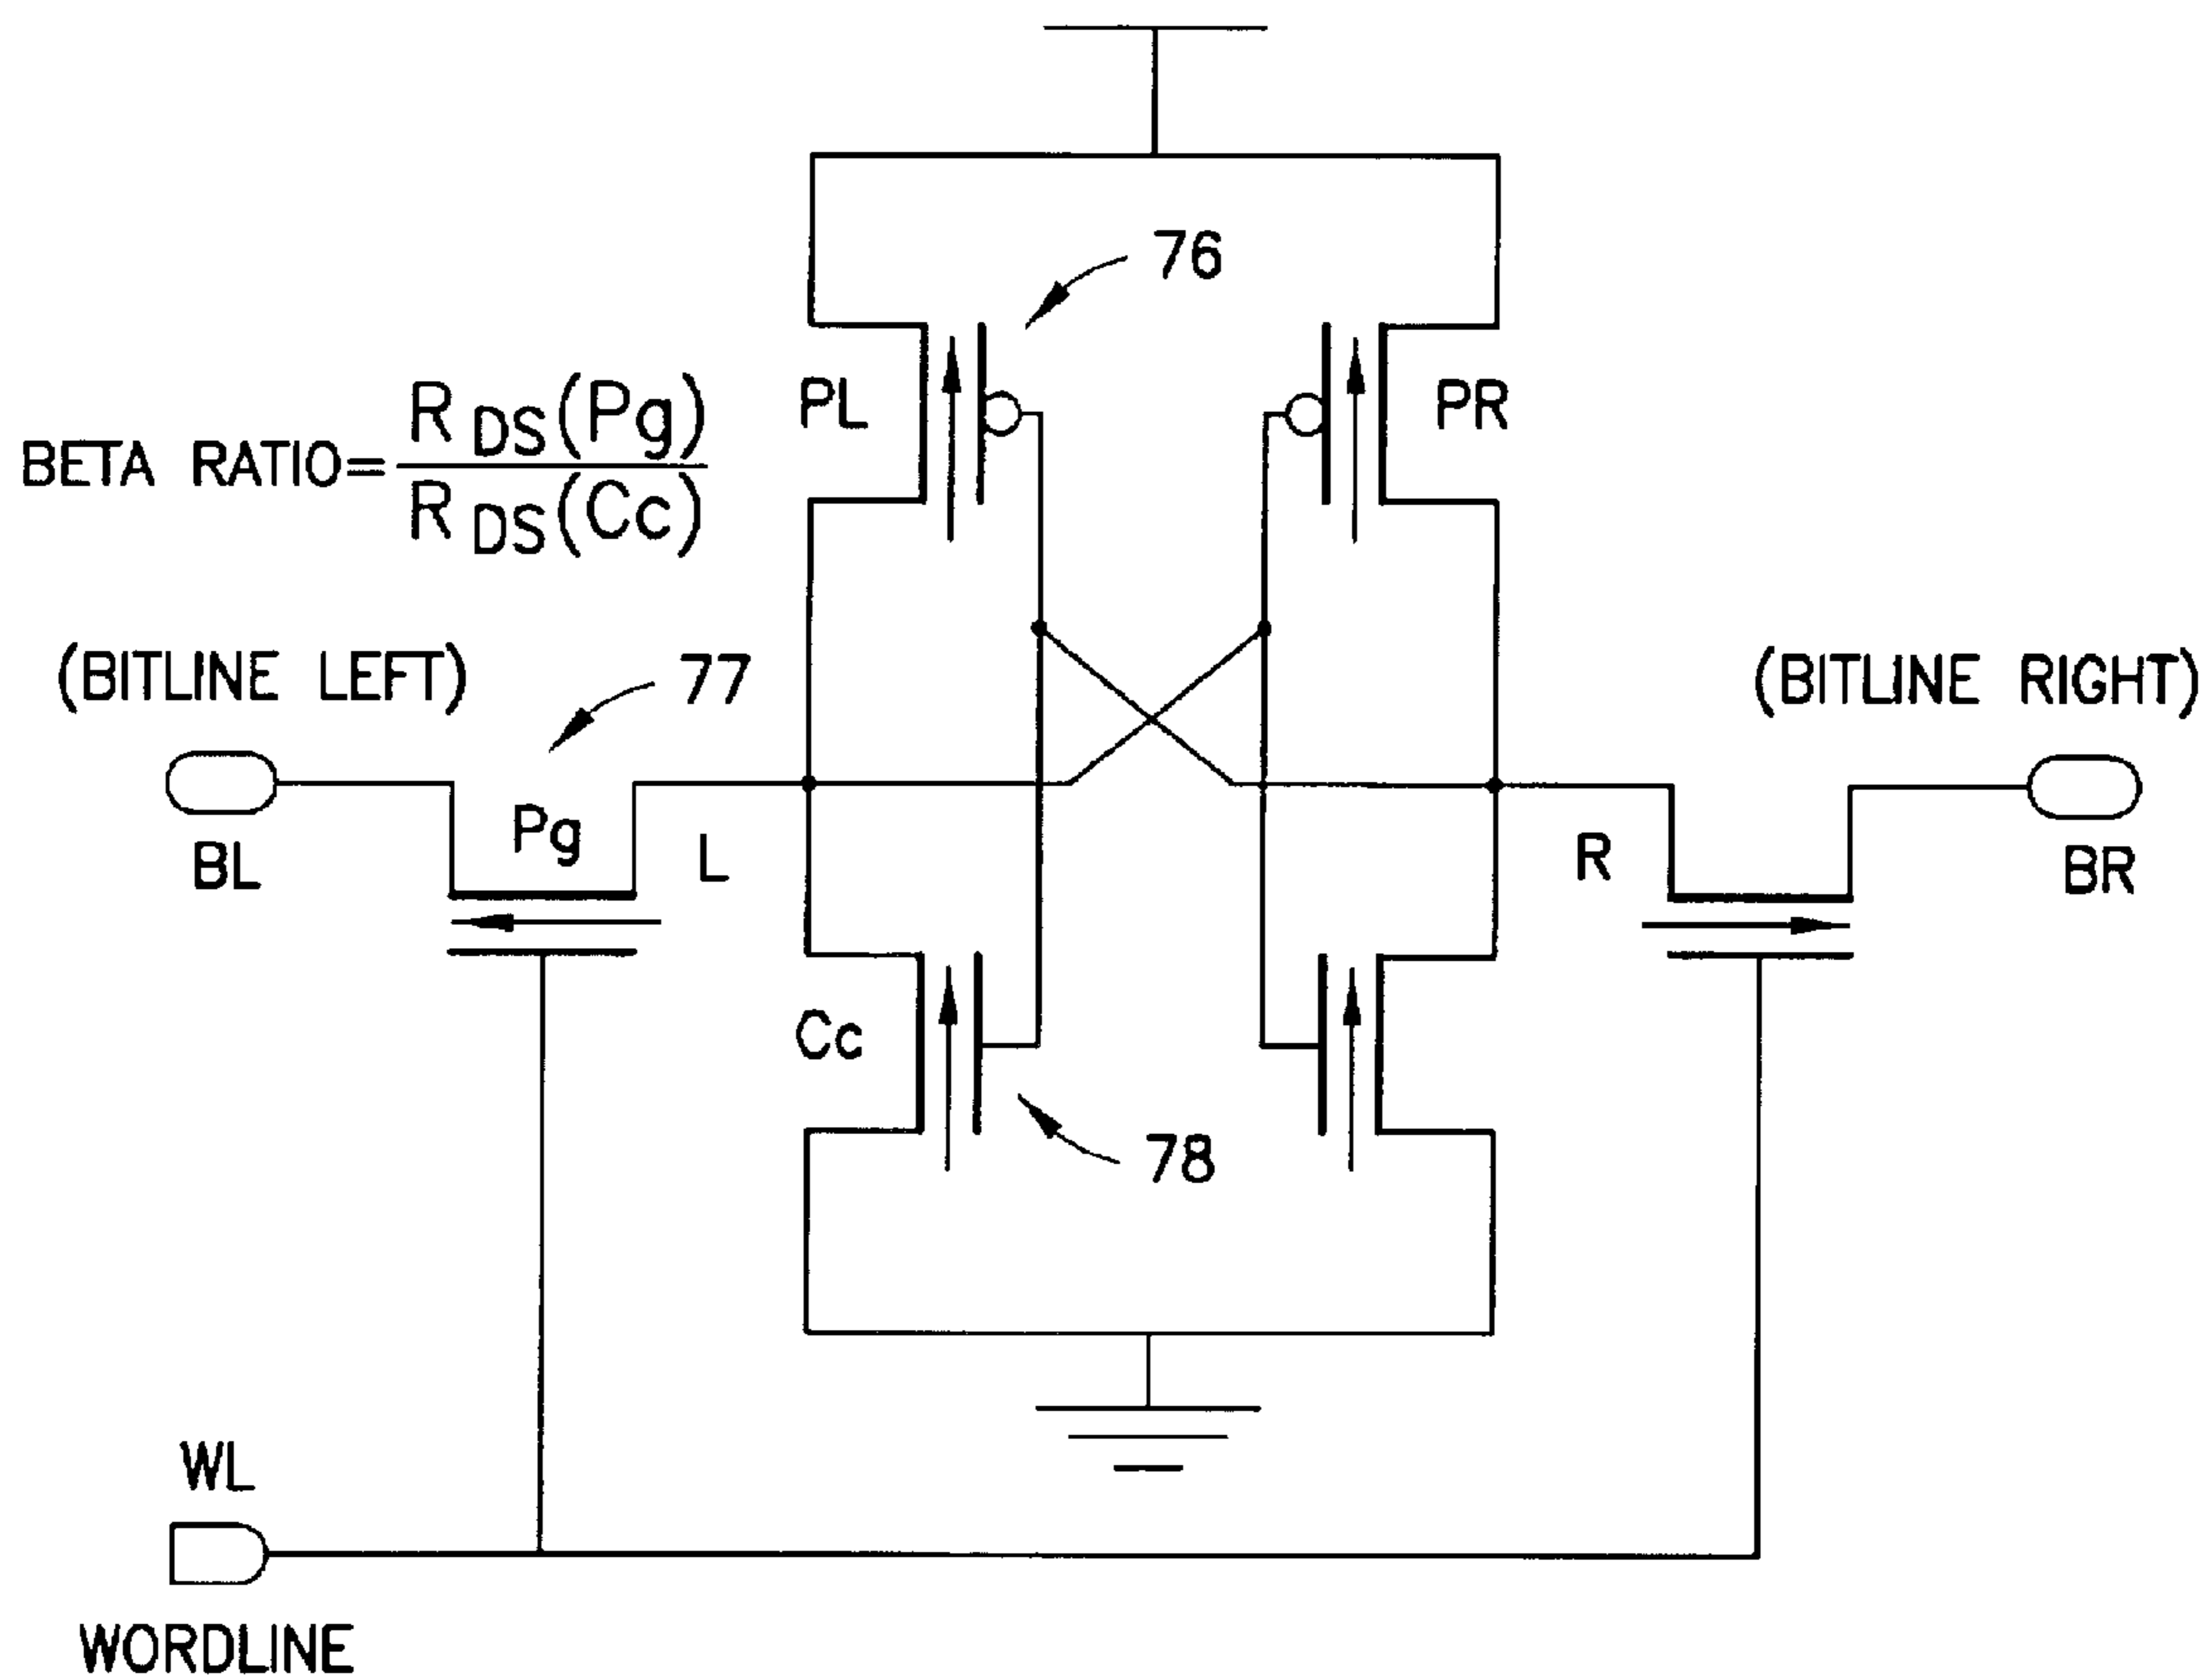 76
PL
PR
BETA RATIO= R DS(Pg)
R DS(Cc)
(BITLINE LEFT)
77
(BITLINE RIGHT)
Pg
L
R
BL
BR
Cc
78
WL
WORDLINE